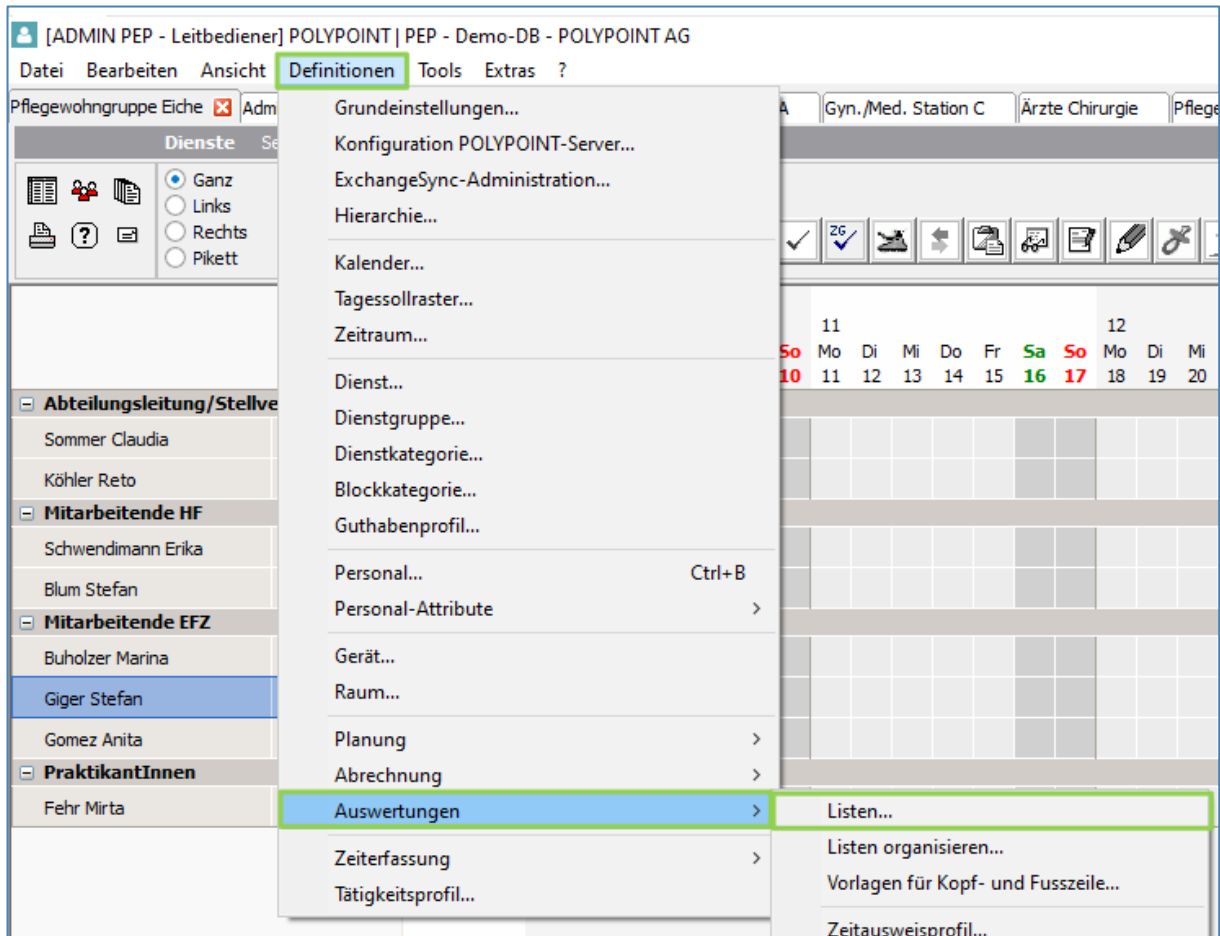 [ADMIN PEP - Leitbediener] POLYPOINT | PEP - Demo-DB - POLYPOINT AG
Datei Bearbeiten Ansicht Definitionen Tools Extras ?
Pflegewohngruppe Eiche Adm A Gyn./Med. Station C Ärzte Chirurgie Pflege
Dienste Se
Ganz
Links
Rechts
Pikett
ZG
Grundeinstellungen...
Konfiguration POLYPOINT-Server...
ExchangeSync-Administration...
Hierarchie...
Kalender...
Tagessollraster...
Zeitraum...
Dienst...
Dienstgruppe...
Dienstkategorie...
Blockkategorie...
Guthabenprofil...
Personal... Ctrl+B
Personal-Attribute >
Gerät...
Raum...
Planung >
Abrechnung >
Auswertungen >
Zeiterfassung >
Tätigkeitsprofil...
Listen...
Listen organisieren...
Vorlagen für Kopf- und Fusszeile...
Zeitausweisprofil...
11 12
So Mo Di Mi Do Fr Sa So Mo Di Mi
10 11 12 13 14 15 16 17 18 19 20
Abteilungsleitung/Stellve
Sommer Claudia
Köhler Reto
Mitarbeitende HF
Schwendimann Erika
Blum Stefan
Mitarbeitende EFZ
Buholzer Marina
Giger Stefan
Gomez Anita
PraktikantInnen
Fehr Mirta